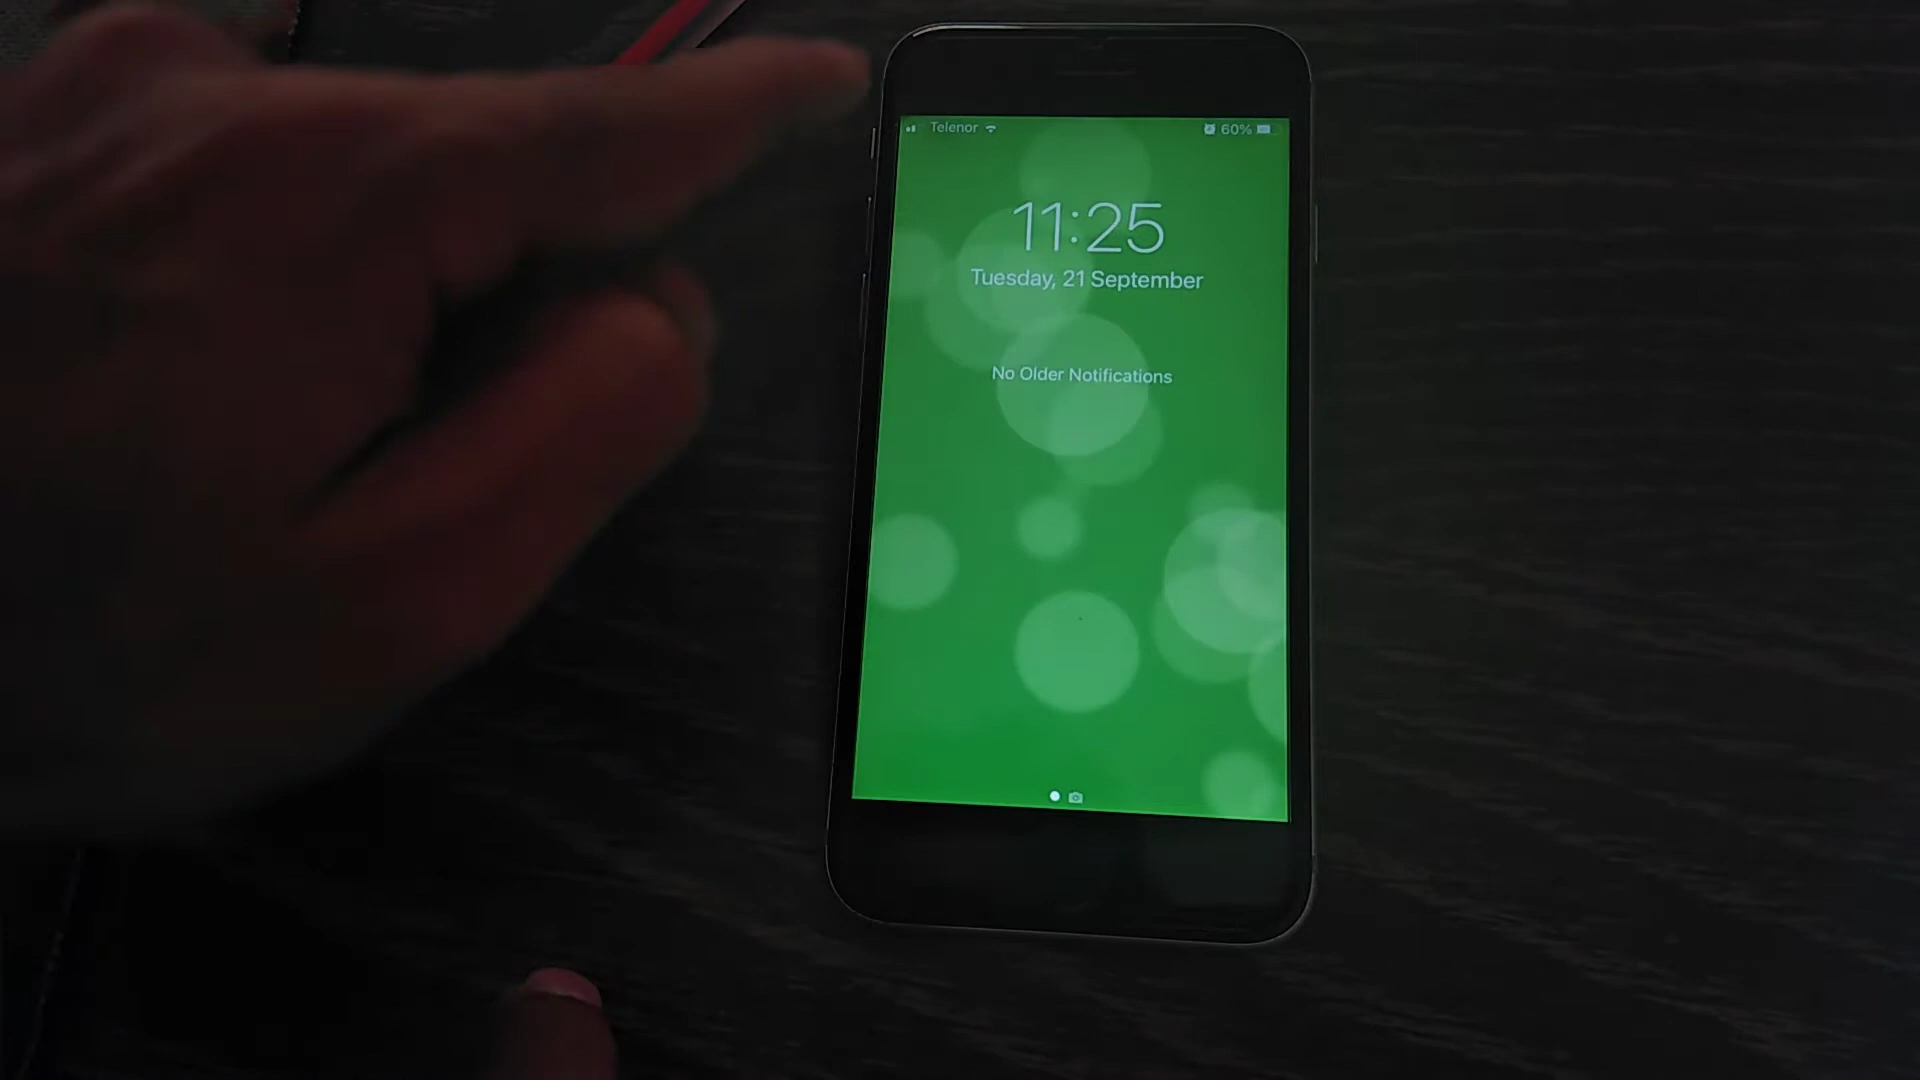 Telenor 60%
11:25
Tuesday, 21 September
No Older Notifications